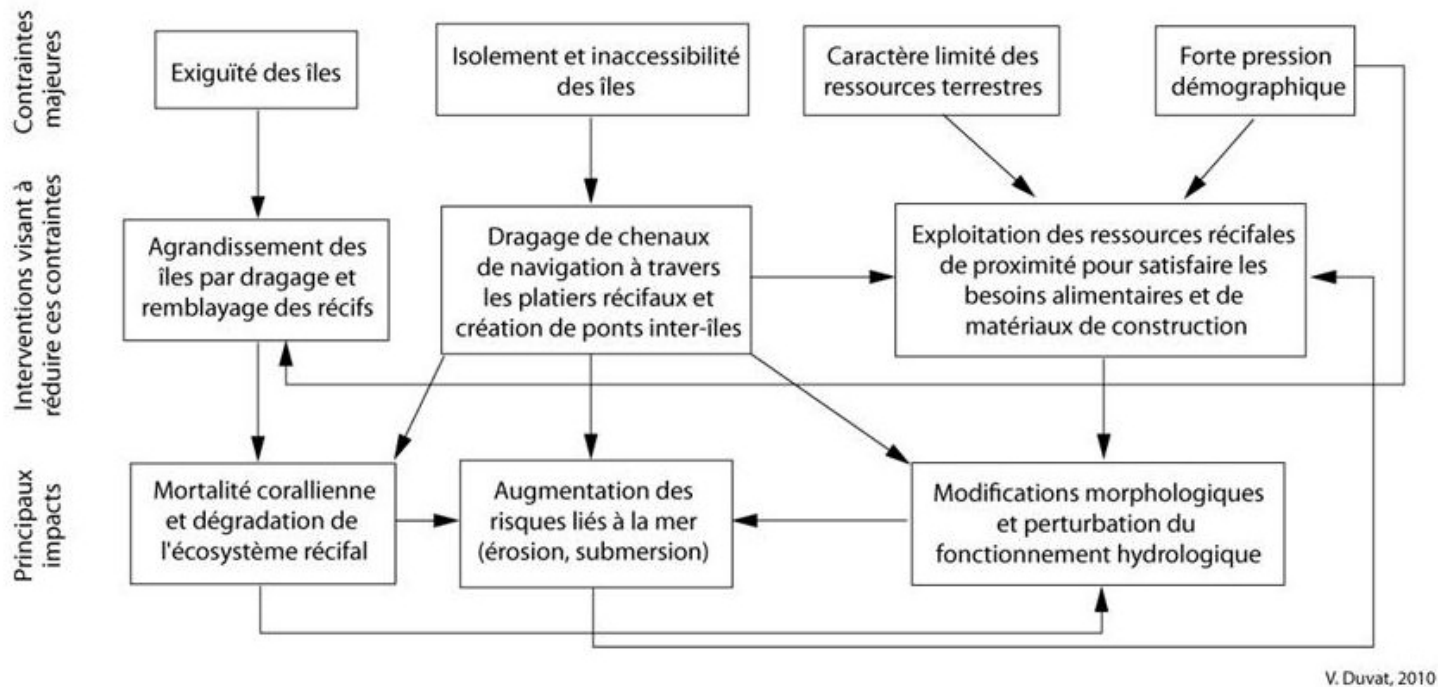 Contraintes
majeures
Exiguïté des îles
Isolement et inaccessibilité
des îles
Caractère limité des
ressources terrestres
Forte pression
démographique
Interventions visant à
réduire ces contraintes
Agrandissement des
îles par dragage et
remblayage des récifs
Dragage de chenaux
de navigation à travers
les platiers récifaux et
création de ponts inter-îles
Exploitation des ressources récifales
de proximité pour satisfaire les
besoins alimentaires et de
matériaux de construction
Principaux
impacts
Mortalité corallienne
et dégradation de
l'écosystème récifal
Augmentation des
risques liés à la mer
(érosion, submersion)
Modifications morphologiques
et perturbation du
fonctionnement hydrologique
V. Duvat, 2010